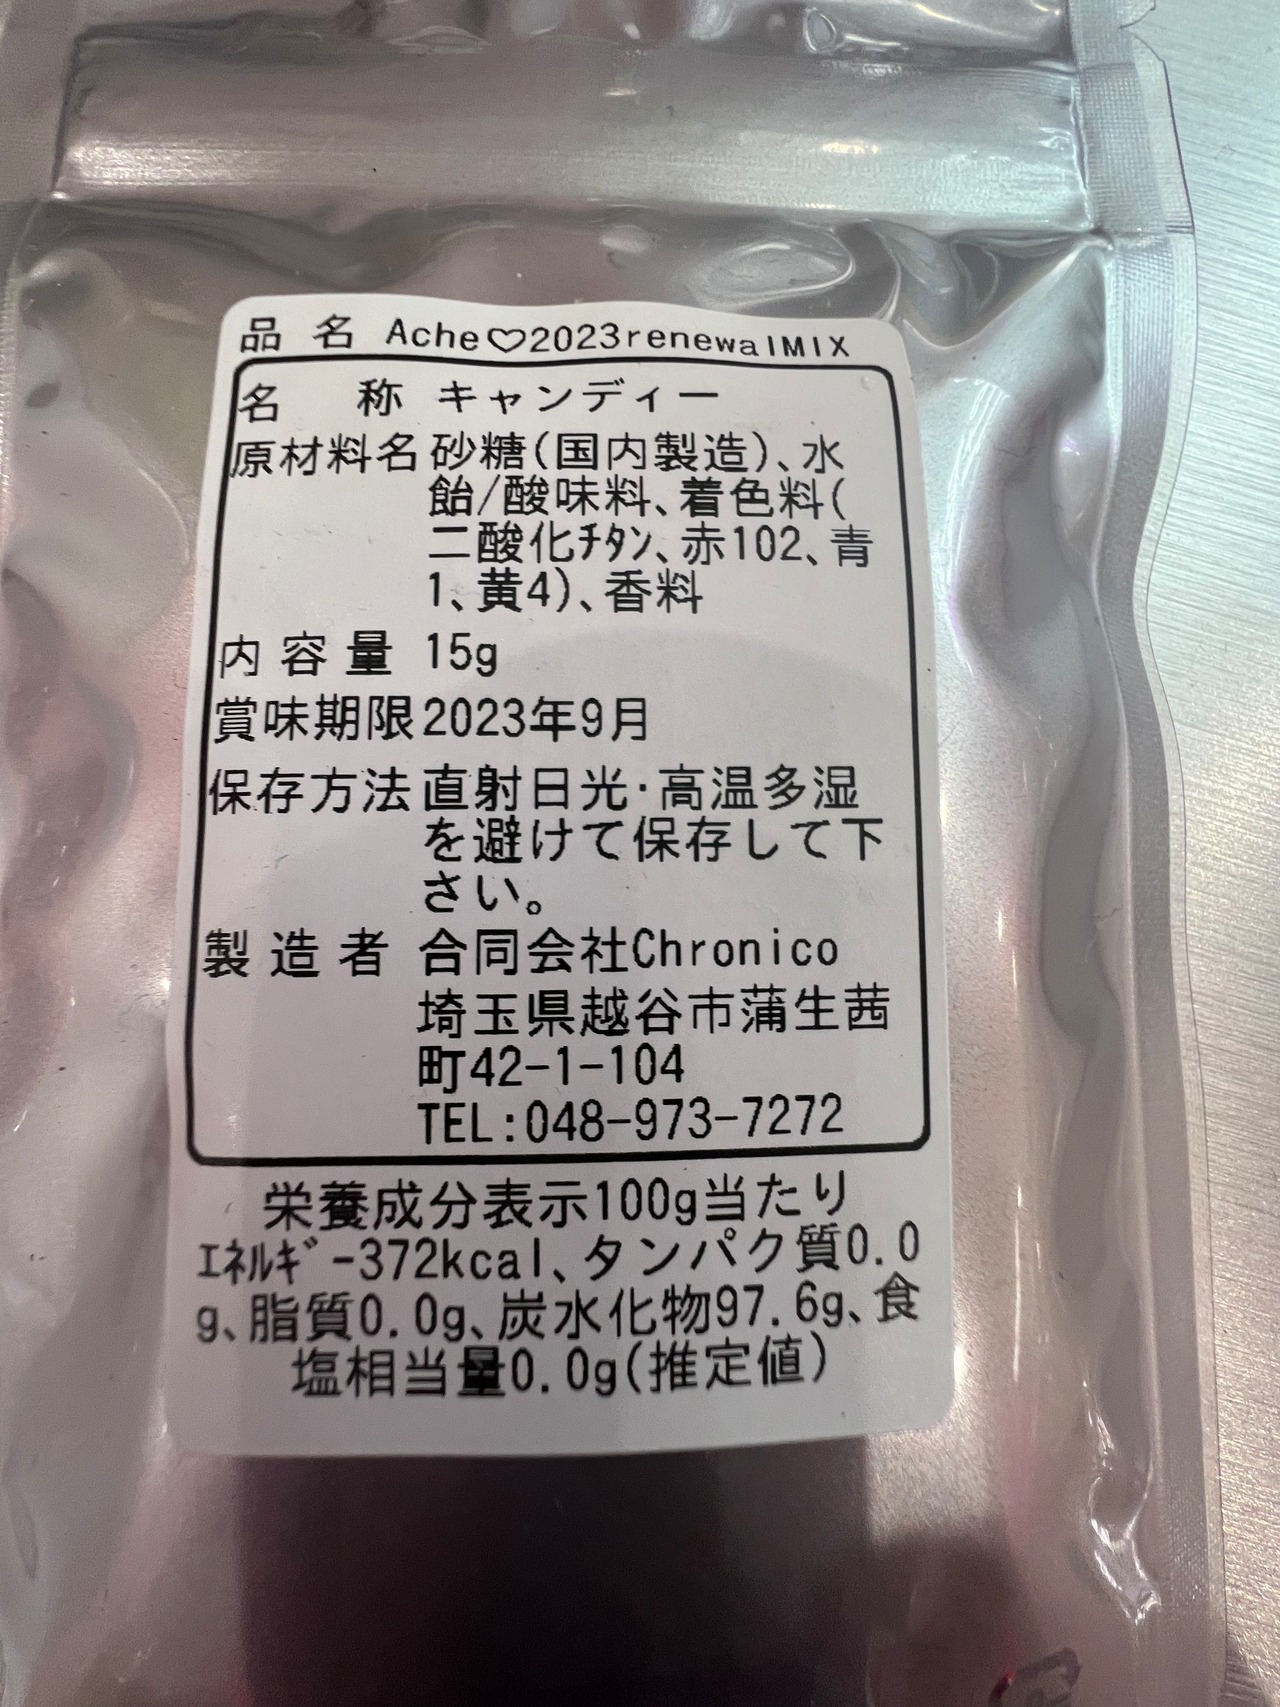 品名 Ache♡2023renewalMIX
名称 キャンディー
原材料名 砂糖(国内製造)、水
飴/酸味料、着色料(
二酸化ﾁﾀﾝ、赤102、青
1、黄4)、香料
内容量 15g
賞味期限 2023年9月
保存方法 直射日光・高温多湿
を避けて保存して下
さい。
製造者 合同会社Chronico
埼玉県越谷市蒲生茜
町42-1-104
TEL:048-973-7272
栄養成分表示100g当たり
ｴﾈﾙｷﾞｰ372kcal、タンパク質0.0
g、脂質0.0g、炭水化物97.6g、食
塩相当量0.0g(推定値)